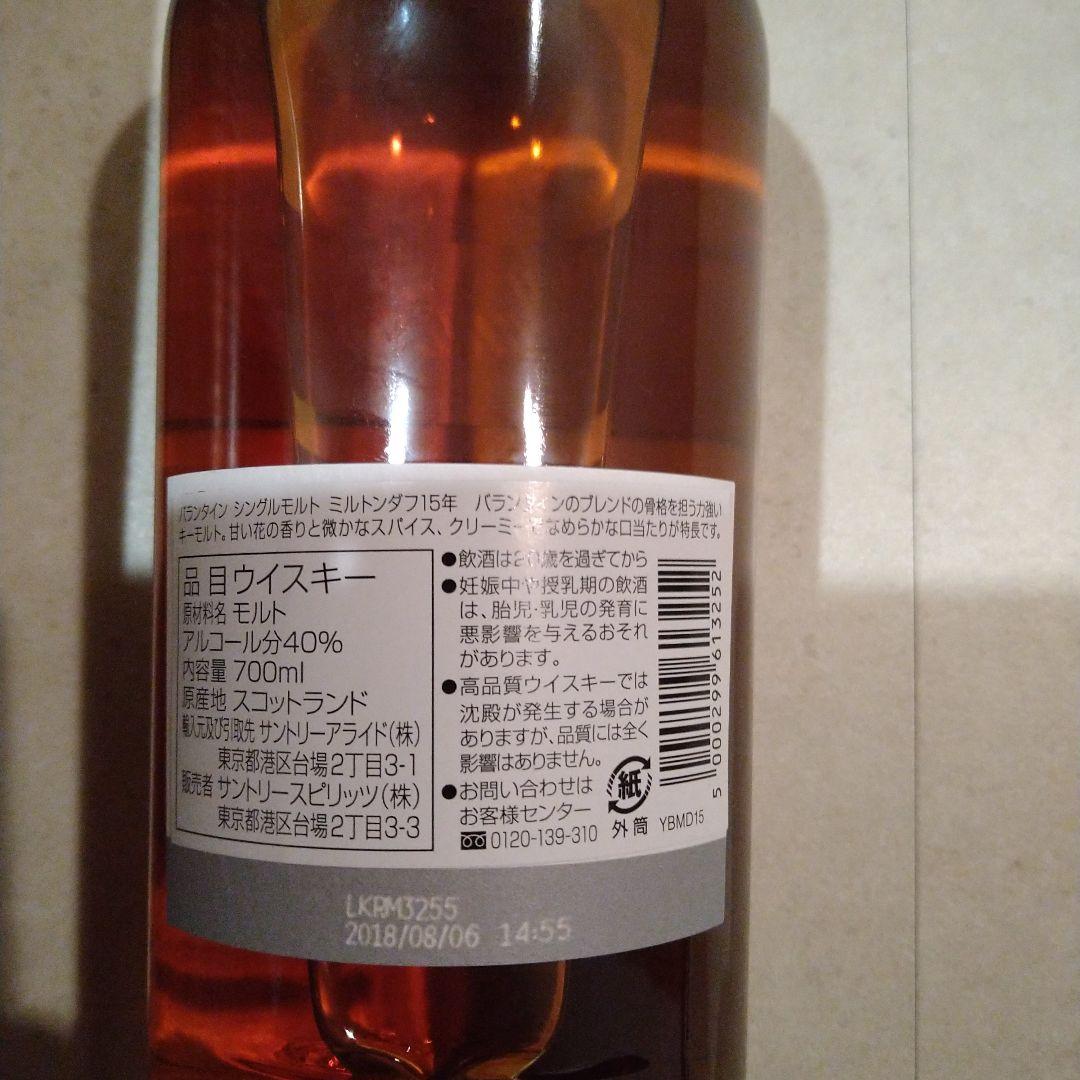 バランタイン シングルモルト ミルトンダフ15年　バランタインのブレンドの骨格を担う力強い
キーモルト。甘い花の香りと微かなスパイス、クリーミーでなめらかな口当たりが特長です。
品目ウイスキー
原材料名 モルト
アルコール分40%
内容量 700ml
原産地 スコットランド
輸入元及び引取先 サントリーアライド(株)
東京都港区台場2丁目3-1
販売者 サントリースピリッツ(株)
東京都港区台場2丁目3-3
●飲酒は20歳を過ぎてから
●妊娠中や授乳期の飲酒
は、胎児・乳児の発育に
悪影響を与えるおそれ
があります。
●高品質ウイスキーでは
沈殿が発生する場合が
ありますが、品質には全く
影響はありません。
●お問い合わせは
お客様センター
0120-139-310
紙
外筒
YBMD15
5 000299 613252
LKRM3255
2018/08/06 14:55